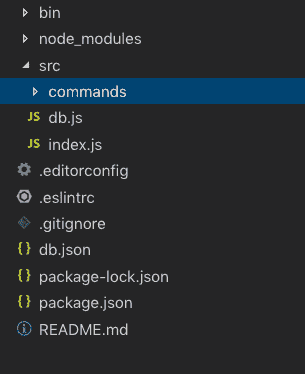 bin
node_modules
src
commands
JS db.js
JS index.js
.editorconfig
.eslintrc
.gitignore
{} db.json
{} package-lock.json
{} package.json
README.md